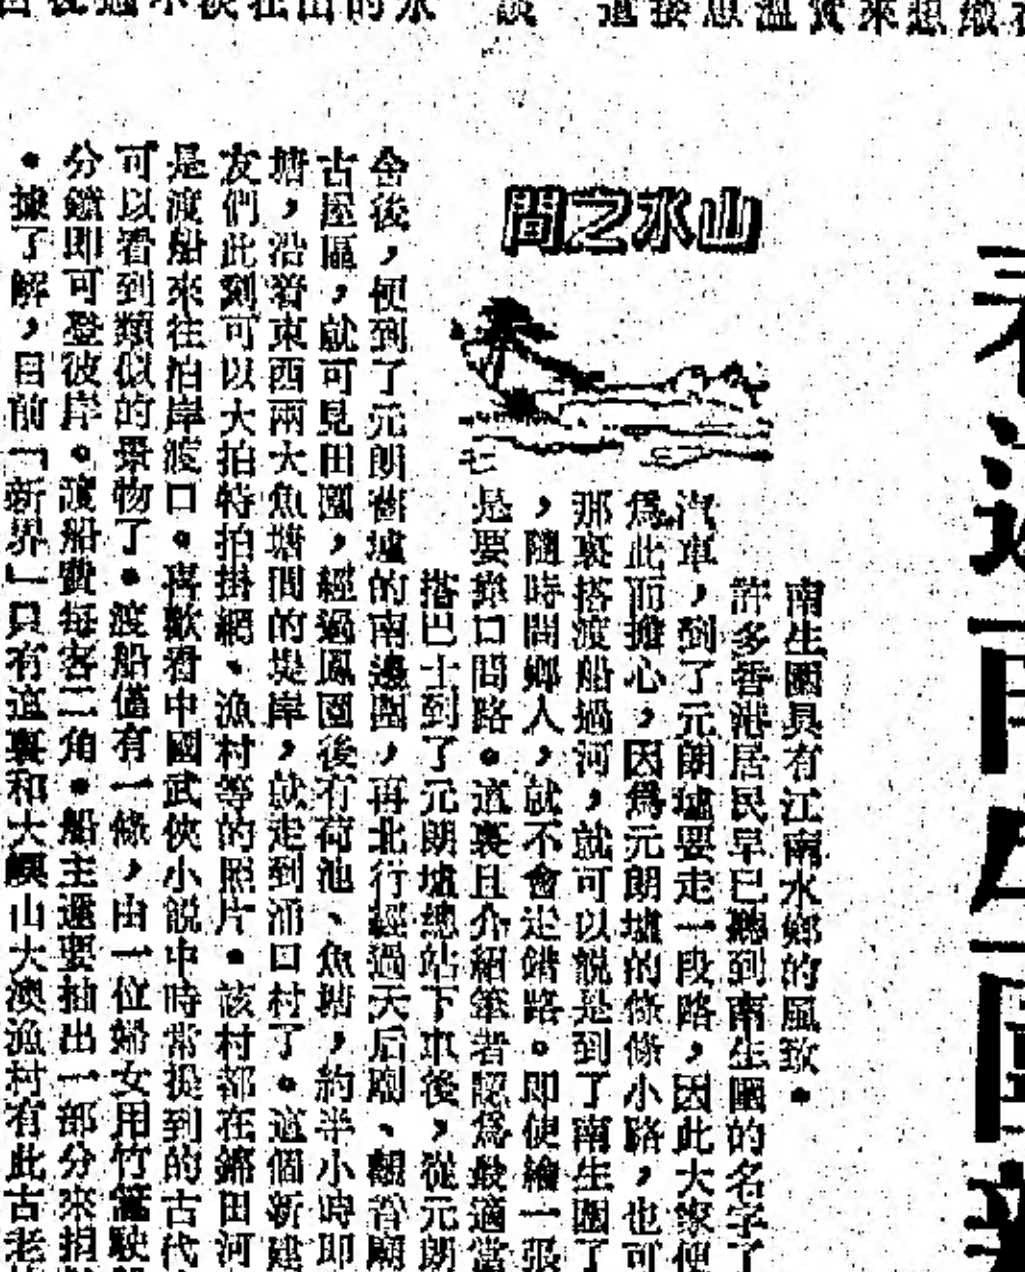 山水之間
南生圍具有江南水鄉的風致。
許多香港居民早已聽到南生圍的名字了
汽車，到了元朗墟要走一段路，因此大家便
爲此而擔心，因爲元朗墟的條條小路，也可
那裏搭渡船過河，就可以說是到了南生圍了
，隨時問鄉人，就不會走錯路。即使繪一張
是要靠口問路。這裏且介紹筆者認爲最適當
搭巴士到了元朗墟總站下車後，從元朗
舍後，便到了元朗舊墟的南邊圍，再北行經過天后廟、觀音廟
古屋區，就可見田園，經過鳳園後有荷池、魚塘，約半小時即
塘，沿着東西兩大魚塘間的堤岸，就走到涌口村了。這個新建
友們此刻可以大拍特拍掛網、漁村等的照片。該村都在錦田河
是渡船來往泊岸渡口。喜歡看中國武俠小說中時常提到的古代
可以看到類似的景物了。渡船僅有一條，由一位婦女用竹篙駛
分鐘即可登彼岸。渡船費每客二角。船主還要抽出一部分來捐
。據了解，目前「新界」只有這裏和大嶼山大澳漁村有此古老